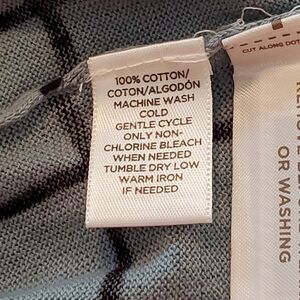 100% COTTON/
COTON/ALGODÓN
MACHINE WASH
COLD
GENTLE CYCLE
ONLY NON-
CHLORINE BLEACH
WHEN NEEDED
TUMBLE DRY LOW
WARM IRON
IF NEEDED
CUT ALONG DOT
OR WASHING